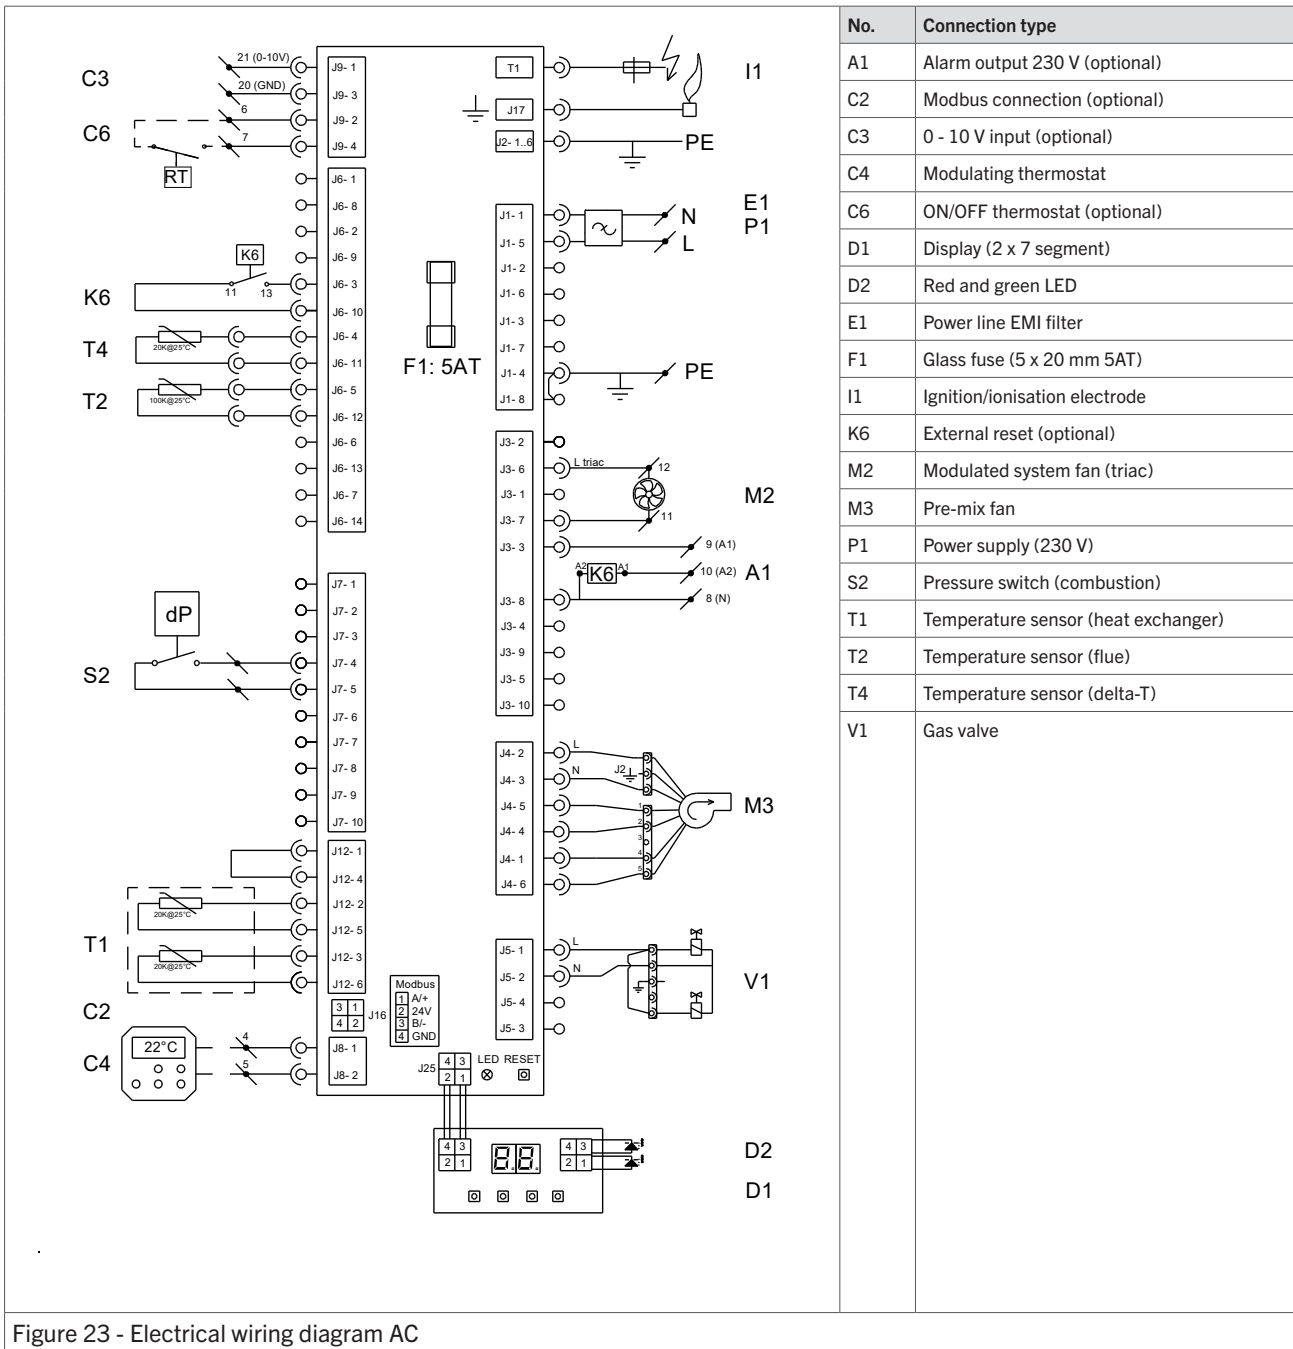 21 (0-10V)
C3
J9- 1
20 (GND)
J9- 3
6
J9- 2
C6
7
J9- 4
RT
J6- 1
J6- 8
J6- 2
J6- 9
K6
J6- 3
11 13
K6
J6- 10
J6- 4
20K@25°C
T4
J6- 11
J6- 5
100K@25°C
T2
J6- 12
J6- 6
J6- 13
J6- 7
J6- 14
J7- 1
dP
J7- 2
J7- 3
J7- 4
S2
J7- 5
J7- 6
J7- 7
J7- 8
J7- 9
J7- 10
J12- 1
J12- 4
J12- 2
20K@25°C
J12- 5
T1
J12- 3
20K@25°C
J12- 6
C2
3 1
4 2
J16
Modbus
1 A/+
2 24V
3 B/-
4 GND
22°C
4
J8- 1
C4
5
J8- 2
F1: 5AT
T1
I1
J17
J2- 1..6
PE
E1
P1
J1- 1
N
J1- 5
L
J1- 2
J1- 6
J1- 3
J1- 7
J1- 4
PE
J1- 8
J3- 2
J3- 6
L triac
12
J3- 1
M2
J3- 7
11
J3- 3
9 (A1)
A2 K6 A1
10 (A2)
A1
J3- 8
8 (N)
J3- 4
J3- 9
J3- 5
J3- 10
J4- 2
L
J4- 3
N
J2
J4- 5
1
M3
J4- 4
2
3
J4- 1
4
J4- 6
5
J5- 1
L
J5- 2
N
V1
J5- 4
J5- 3
J25
4 3
2 1
LED RESET
4 3
2 1
8.8.
4 3
2 1
D2
D1
No. Connection type
A1 Alarm output 230 V (optional)
C2 Modbus connection (optional)
C3 0 - 10 V input (optional)
C4 Modulating thermostat
C6 ON/OFF thermostat (optional)
D1 Display (2 x 7 segment)
D2 Red and green LED
E1 Power line EMI filter
F1 Glass fuse (5 x 20 mm 5AT)
I1 Ignition/ionisation electrode
K6 External reset (optional)
M2 Modulated system fan (triac)
M3 Pre-mix fan
P1 Power supply (230 V)
S2 Pressure switch (combustion)
T1 Temperature sensor (heat exchanger)
T2 Temperature sensor (flue)
T4 Temperature sensor (delta-T)
V1 Gas valve
Figure 23 - Electrical wiring diagram AC